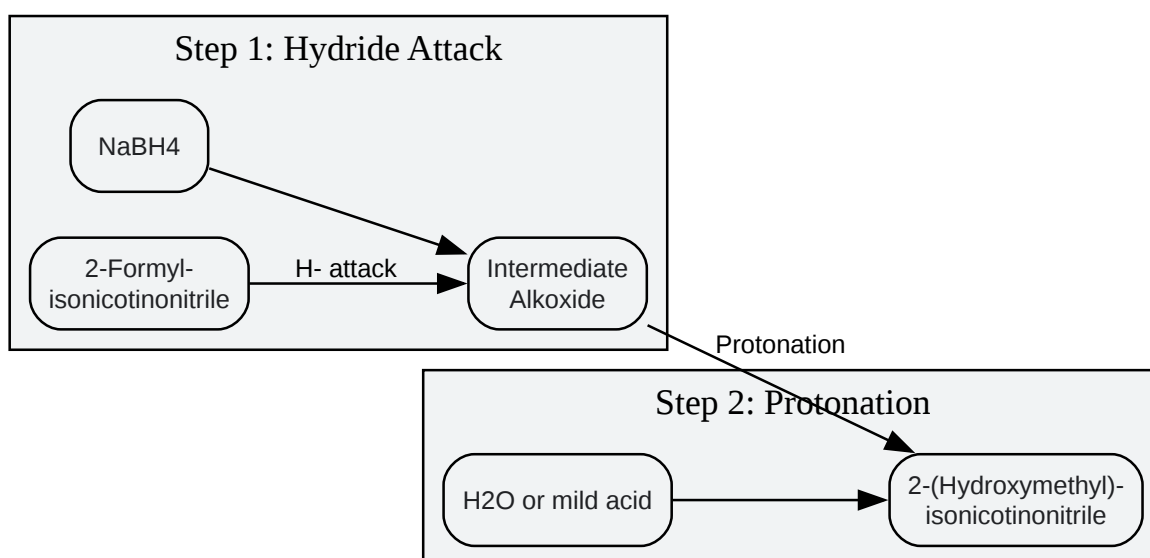 Step 1: Hydride Attack
NaBH4
2-Formyl-
isonicotinonitrile
H- attack
Intermediate
Alkoxide
Protonation
Step 2: Protonation
H2O or mild acid
2-(Hydroxymethyl)-
isonicotinonitrile